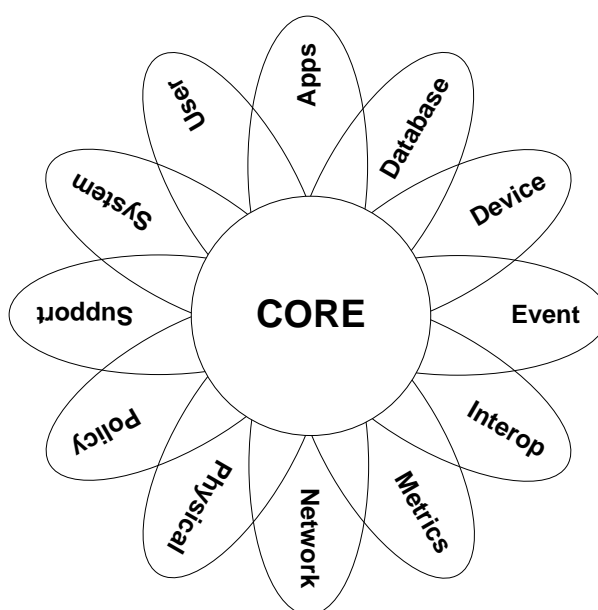 Apps
Database
Device
Event
Interop
Metrics
Network
Physical
Policy
Support
System
User
CORE